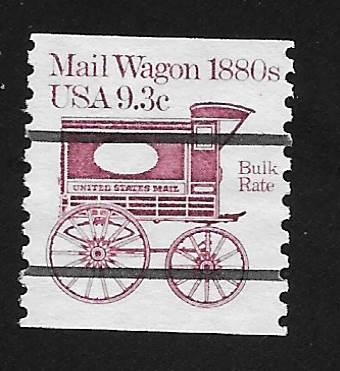 Mail Wagon 1880s
USA 9.3c
Bulk
Rate
UNITED STATES MAIL